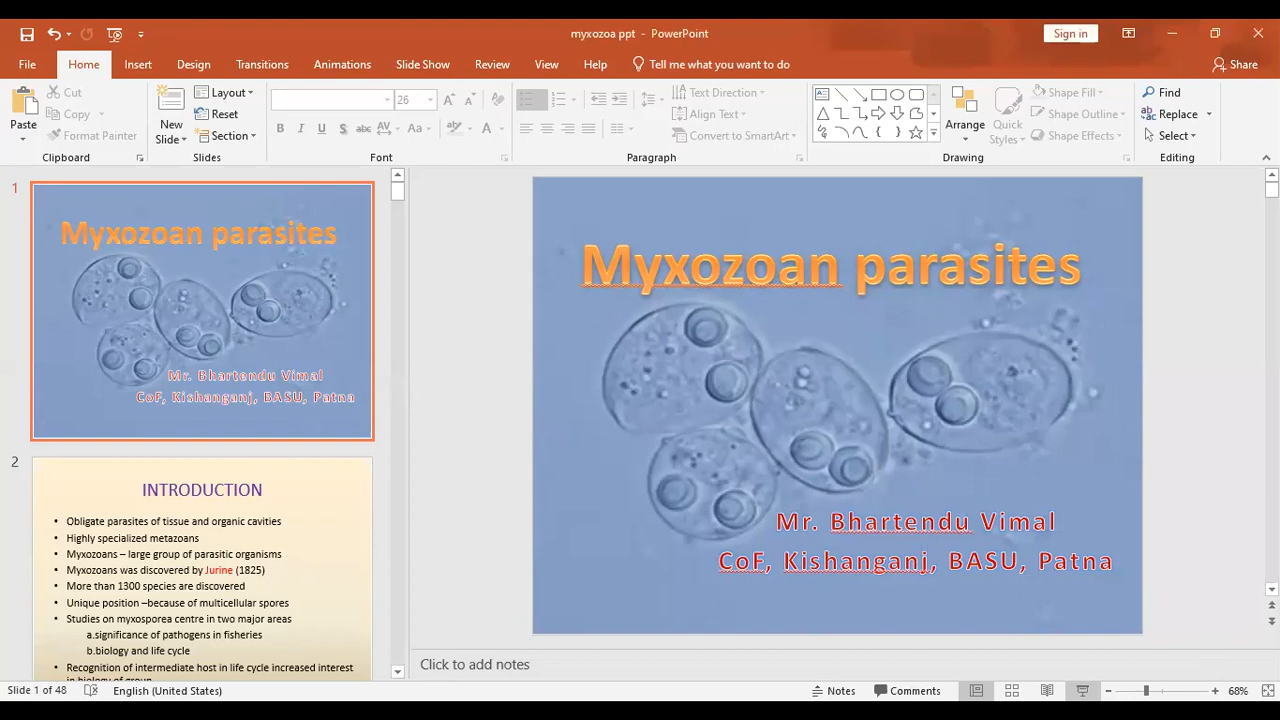 myxozoa ppt - PowerPoint
Sign in
File Home Insert Design Transitions Animations Slide Show Review View Help Tell me what you want to do Share
Paste Cut Copy Format Painter
Clipboard
New Slide Layout Reset Section
Slides
26
B I U S abc AV Aa A
Font
Text Direction
Align Text
Convert to SmartArt
Paragraph
Arrange Quick Styles Shape Fill Shape Outline Shape Effects
Drawing
Find
Replace
Select
Editing
1
Myxozoan parasites
Mr. Bhartendu Vimal
CoF, Kishanganj, BASU, Patna
2
INTRODUCTION
• Obligate parasites of tissue and organic cavities
• Highly specialized metazoans
• Myxozoans – large group of parasitic organisms
• Myxozoans was discovered by Jurine (1825)
• More than 1300 species are discovered
• Unique position –because of multicellular spores
• Studies on myxosporea centre in two major areas
a.significance of pathogens in fisheries
b.biology and life cycle
• Recognition of intermediate host in life cycle increased interest
in biology of group
Myxozoan parasites
Mr. Bhartendu Vimal
CoF, Kishanganj, BASU, Patna
Click to add notes
Slide 1 of 48 English (United States) Notes Comments 68%